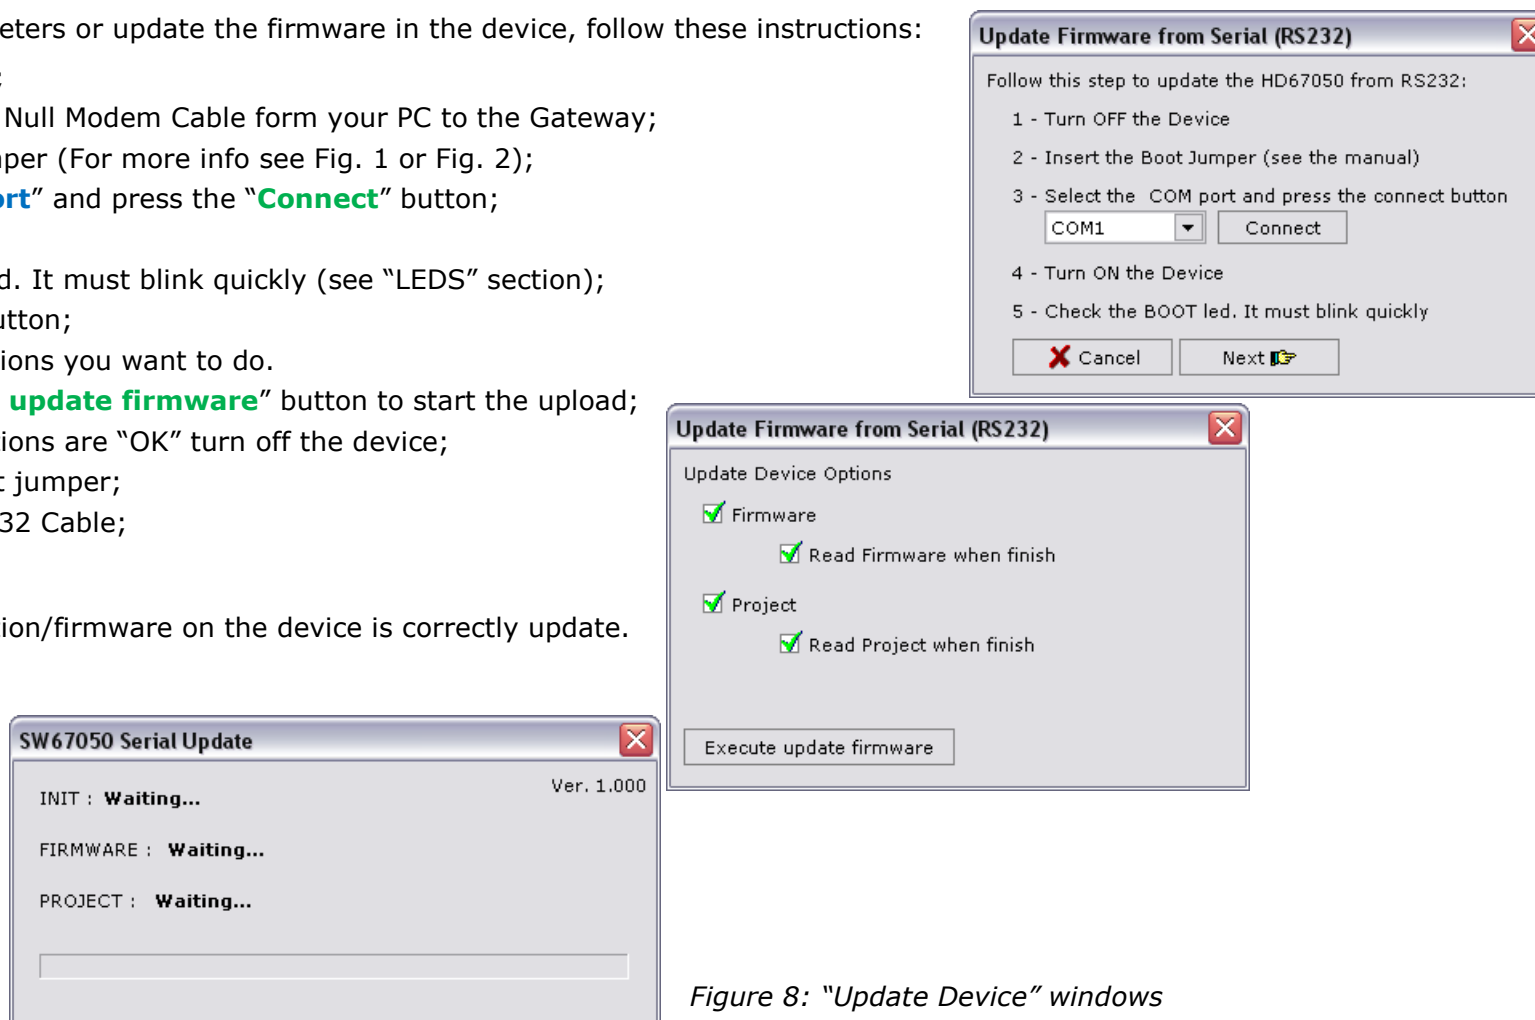 eters or update the firmware in the device, follow these instructions:
;
Null Modem Cable form your PC to the Gateway;
per (For more info see Fig. 1 or Fig. 2);
ort” and press the “Connect” button;
d. It must blink quickly (see “LEDS” section);
utton;
ions you want to do.
update firmware” button to start the upload;
tions are “OK” turn off the device;
t jumper;
32 Cable;
tion/firmware on the device is correctly update.
Update Firmware from Serial (RS232)
Follow this step to update the HD67050 from RS232:
1 - Turn OFF the Device
2 - Insert the Boot Jumper (see the manual)
3 - Select the COM port and press the connect button
COM1 Connect
4 - Turn ON the Device
5 - Check the BOOT led. It must blink quickly
Cancel Next
Update Firmware from Serial (RS232)
Update Device Options
Firmware
Read Firmware when finish
Project
Read Project when finish
Execute update firmware
SW67050 Serial Update
Ver. 1.000
INIT : Waiting...
FIRMWARE : Waiting...
PROJECT : Waiting...
Figure 8: “Update Device” windows